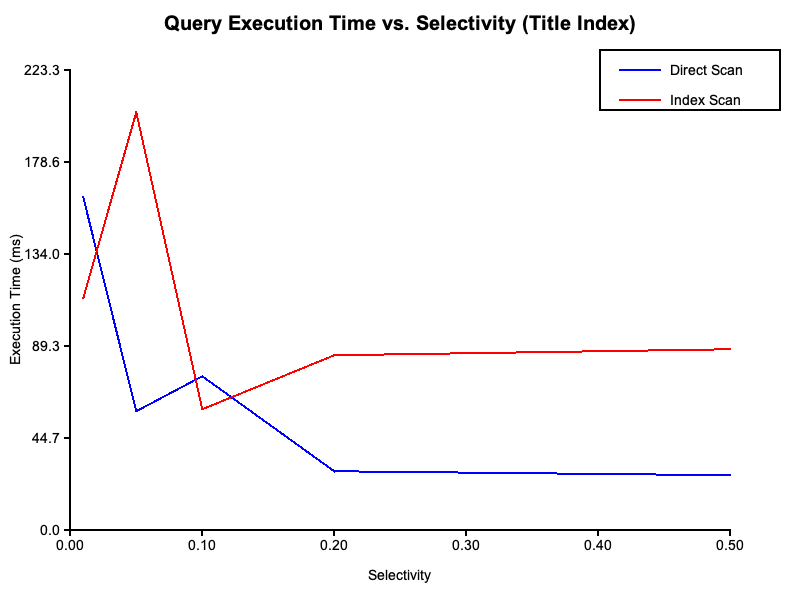 Query Execution Time vs. Selectivity (Title Index)
Direct Scan
Index Scan
223.3
178.6
134.0
89.3
44.7
0.0
Execution Time (ms)
0.00
0.10
0.20
0.30
0.40
0.50
Selectivity